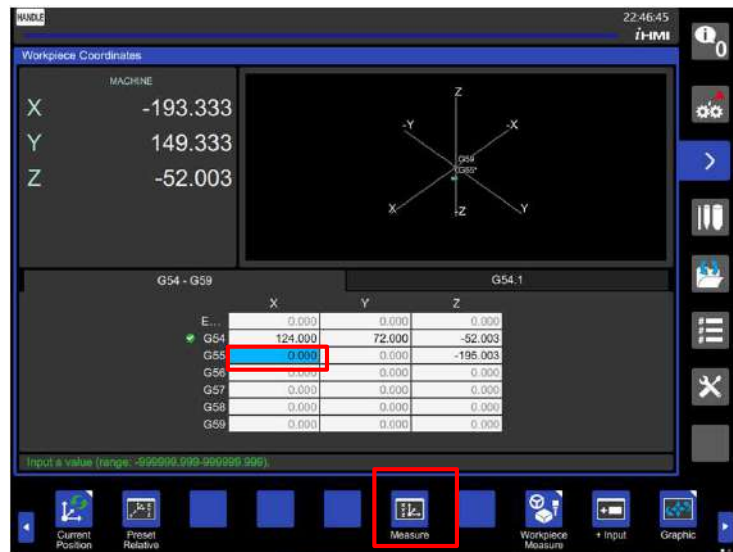 HANDLE
22:46:45
iHMI
0
Workpiece Coordinates
MACHINE
X -193.333
Y 149.333
Z -52.003
Z
-Y -X
G59
G55*
X -Z Y
G54 - G59 G54.1
X Y Z
E... 0.000 0.000 0.000
G54 124.000 72.000 -52.003
G55 0.000 0.000 -195.003
G56 0.000 0.000 0.000
G57 0.000 0.000 0.000
G58 0.000 0.000 0.000
G59 0.000 0.000 0.000
Input a value (range: -999999.999-999999.999).
Current Position
Preset Relative
Measure
Workpiece Measure
+ Input
Graphic